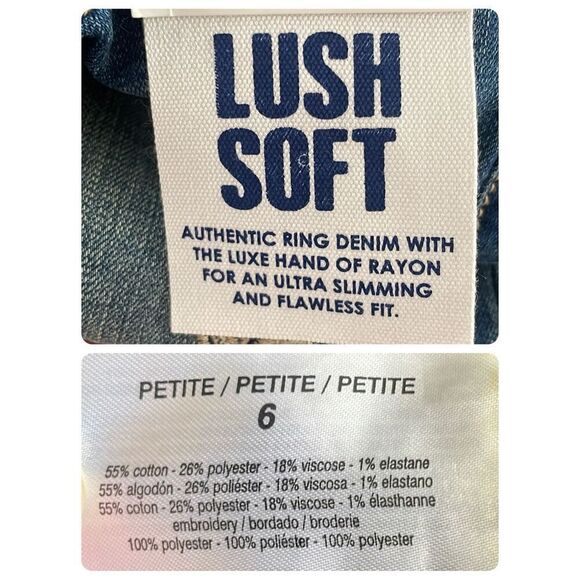 LUSH
SOFT
AUTHENTIC RING DENIM WITH
THE LUXE HAND OF RAYON
FOR AN ULTRA SLIMMING
AND FLAWLESS FIT.
PETITE / PETITE / PETITE
6
55% cotton - 26% polyester - 18% viscose - 1% elastane
55% algodón - 26% poliéster - 18% viscosa - 1% elastano
55% coton - 26% polyester - 18% viscose - 1% élasthanne
embroidery / bordado / broderie
100% polyester - 100% poliéster - 100% polyester